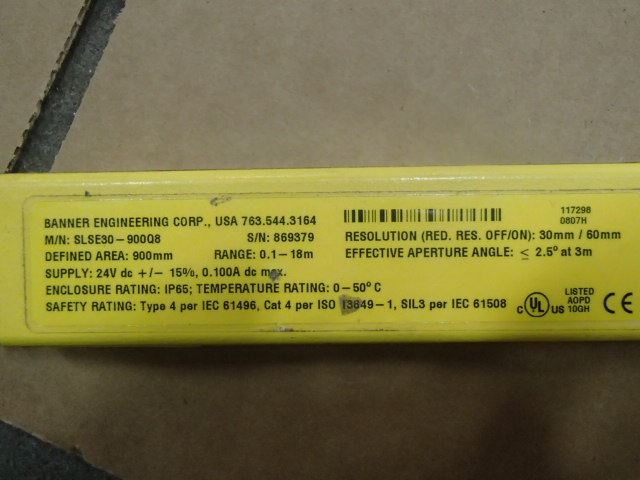 BANNER ENGINEERING CORP., USA 763.544.3164
M/N: SLSE30-900Q8 S/N: 869379
DEFINED AREA: 900mm RANGE: 0.1-18m
SUPPLY: 24V dc +/- 15%, 0.100A dc max.
ENCLOSURE RATING: IP65; TEMPERATURE RATING: 0-50° C
SAFETY RATING: Type 4 per IEC 61496, Cat 4 per ISO 13849-1, SIL3 per IEC 61508
117298
0807H
RESOLUTION (RED. RES. OFF/ON): 30mm / 60mm
EFFECTIVE APERTURE ANGLE: ≤ 2.5° at 3m
C UL US
LISTED
AOPD
10GH
CE